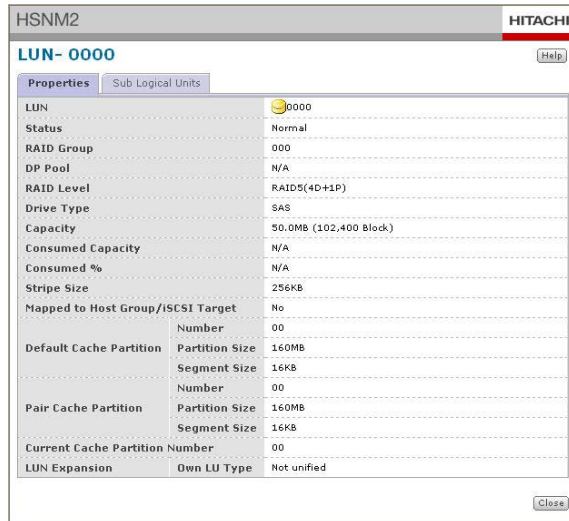 HSNM2
HITACHI
LUN- 0000
Help
Properties
Sub Logical Units
LUN 0000
Status Normal
RAID Group 000
DP Pool N/A
RAID Level RAID5(4D+1P)
Drive Type SAS
Capacity 50.0MB (102,400 Block)
Consumed Capacity N/A
Consumed % N/A
Stripe Size 256KB
Mapped to Host Group/iSCSI Target No
Default Cache Partition
Number 00
Partition Size 160MB
Segment Size 16KB
Pair Cache Partition
Number 00
Partition Size 160MB
Segment Size 16KB
Current Cache Partition Number 00
LUN Expansion Own LU Type Not unified
Close